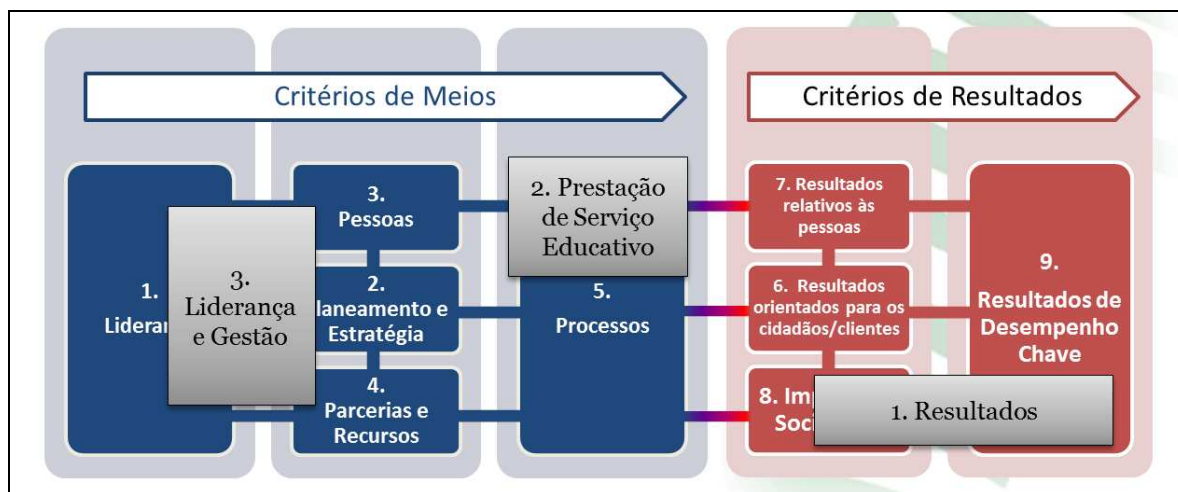 Critérios de Meios
Critérios de Resultados
1.
Lideran
3.
Liderança
e Gestão
3.
Pessoas
2.
laneamento e
Estratégia
4.
Parcerias e
Recursos
2. Prestação
de Serviço
Educativo
5.
Processos
7. Resultados
relativos às
pessoas
6. Resultados
orientados para os
cidadãos/clientes
8. Im
Soci
1. Resultados
9.
Resultados de
Desempenho
Chave